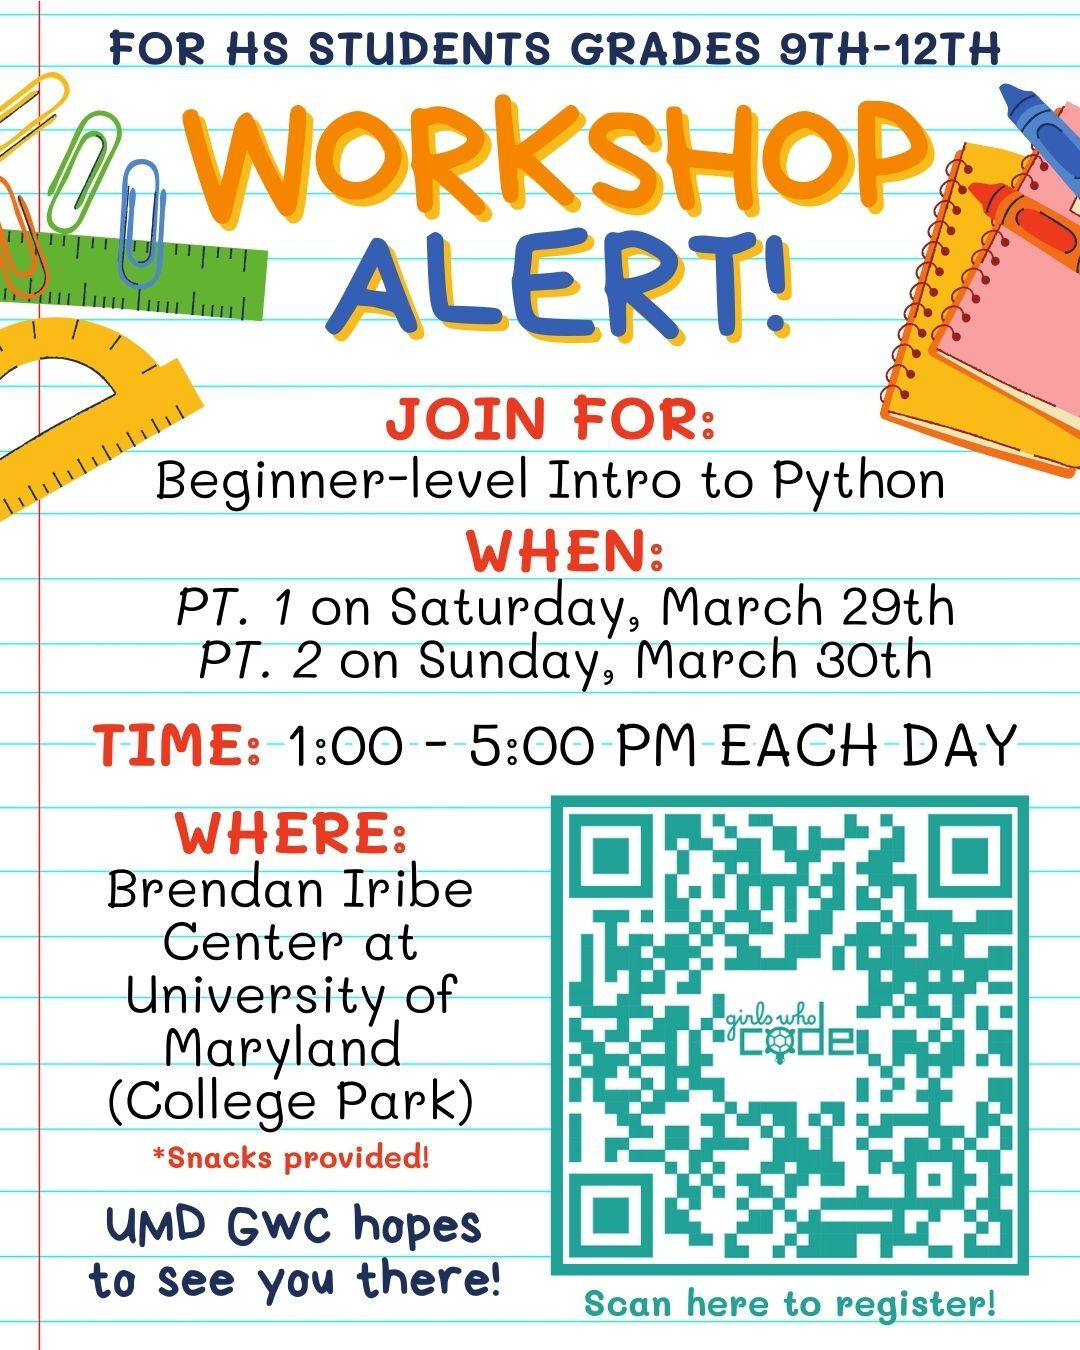 FOR HS STUDENTS GRADES 9TH-12TH
WORKSHOP
ALERT!
JOIN FOR:
Beginner-level Intro to Python
WHEN:
PT. 1 on Saturday, March 29th
PT. 2 on Sunday, March 30th
TIME: 1:00 - 5:00 PM EACH DAY
WHERE:
Brendan Iribe
Center at
University of
Maryland
(College Park)
*Snacks provided!
UMD GWC hopes
to see you there!
girls who
code
Scan here to register!